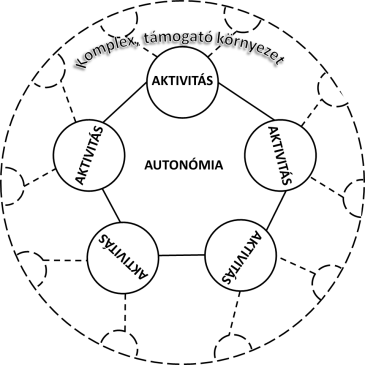 Komplex, támogató környezet
AKTIVITÁS
AKTIVITÁS
AKTIVITÁS
AUTONÓMIA
AKTIVITÁS
AKTIVITÁS